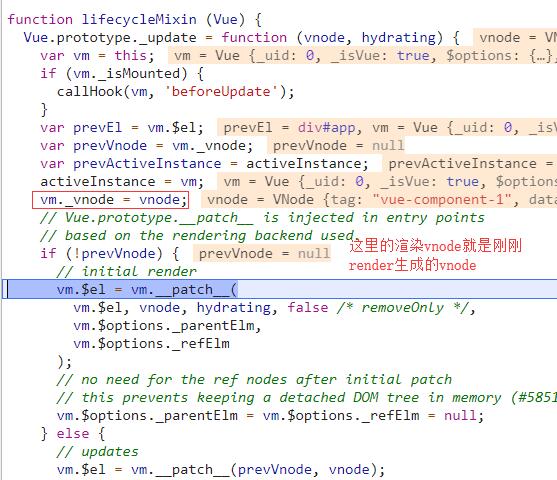 function lifecycleMixin (Vue) {
Vue.prototype._update = function (vnode, hydrating) { vnode = V
var vm = this; vm = Vue {_uid: 0, _isVue: true, $options: {…},
if (vm._isMounted) {
callHook(vm, 'beforeUpdate');
}
var prevEl = vm.$el; prevEl = div#app, vm = Vue {_uid: 0, _isV
var prevVnode = vm._vnode; prevVnode = null
var prevActiveInstance = activeInstance; prevActiveInstance =
activeInstance = vm; vm = Vue {_uid: 0, _isVue: true, $options
vm._vnode = vnode; vnode = VNode {tag: "vue-component-1", data
// Vue.prototype.__patch__ is injected in entry points
// based on the rendering backend used.
if (!prevVnode) { prevVnode = null
这里的渲染vnode就是刚刚
render生成的vnode
// initial render
vm.$el = vm.__patch__(
vm.$el, vnode, hydrating, false /* removeOnly */,
vm.$options._parentElm,
vm.$options._refElm
);
// no need for the ref nodes after initial patch
// this prevents keeping a detached DOM tree in memory (#5851
vm.$options._parentElm = vm.$options._refElm = null;
} else {
// updates
vm.$el = vm.__patch__(prevVnode, vnode);